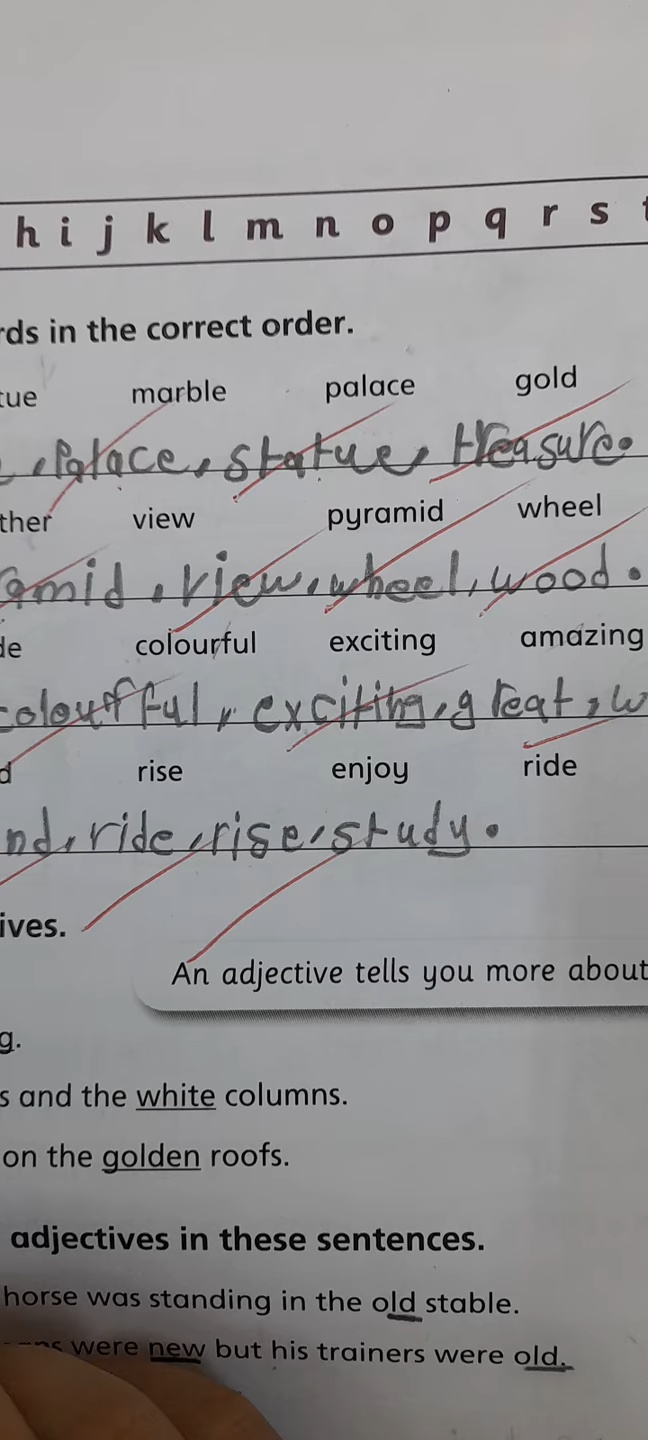 h i j k l m n o p q r s t
rds in the correct order.
tue marble palace gold
, Palace, statue, treasure.
ther view pyramid wheel
amid, view, wheel, wood.
de colourful exciting amazing
colourful, exciting, great, w
d rise enjoy ride
nd, ride, rise, study.
ives.
An adjective tells you more about
g.
s and the white columns.
on the golden roofs.
adjectives in these sentences.
horse was standing in the old stable.
were new but his trainers were old.